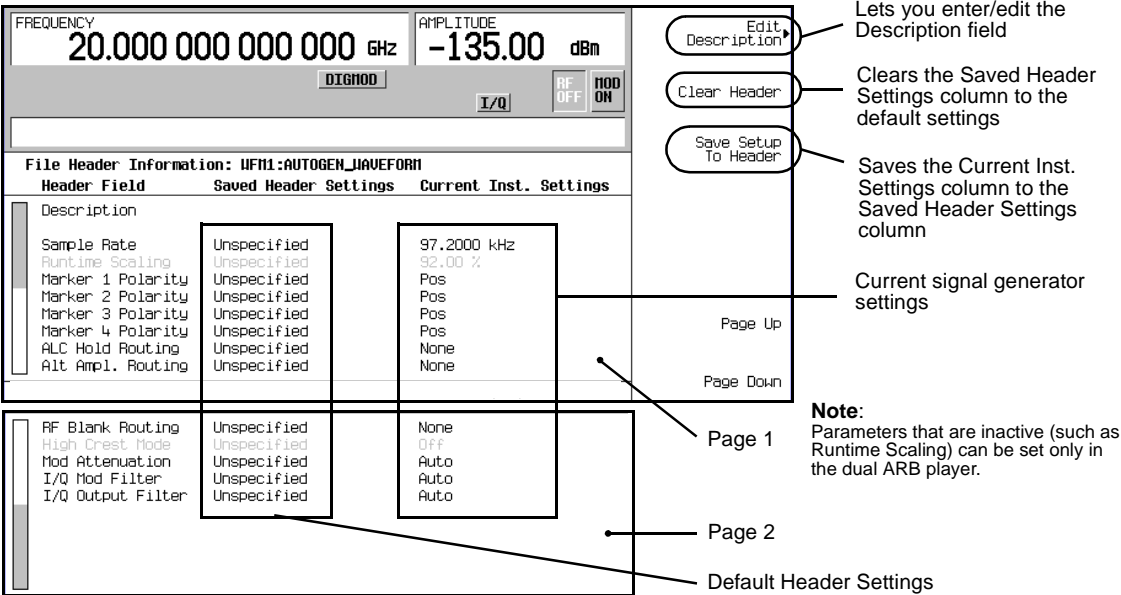 FREQUENCY
20.000 000 000 000 GHz
AMPLITUDE
-135.00 dBm
DIGMOD
I/Q
RF OFF
MOD ON
Edit Description
Clear Header
Save Setup To Header
Page Up
Page Down
Lets you enter/edit the
Description field
Clears the Saved Header
Settings column to the
default settings
Saves the Current Inst.
Settings column to the
Saved Header Settings
column
File Header Information: WFM1:AUTOGEN_WAVEFORM
Header Field Saved Header Settings Current Inst. Settings
Description
Sample Rate Unspecified 97.2000 kHz
Runtime Scaling Unspecified 92.00 %
Marker 1 Polarity Unspecified Pos
Marker 2 Polarity Unspecified Pos
Marker 3 Polarity Unspecified Pos
Marker 4 Polarity Unspecified Pos
ALC Hold Routing Unspecified None
Alt Ampl. Routing Unspecified None
Current signal generator
settings
RF Blank Routing Unspecified None
High Crest Mode Unspecified Off
Mod Attenuation Unspecified Auto
I/Q Mod Filter Unspecified Auto
I/Q Output Filter Unspecified Auto
Page 1
Note:
Parameters that are inactive (such as
Runtime Scaling) can be set only in
the dual ARB player.
Page 2
Default Header Settings